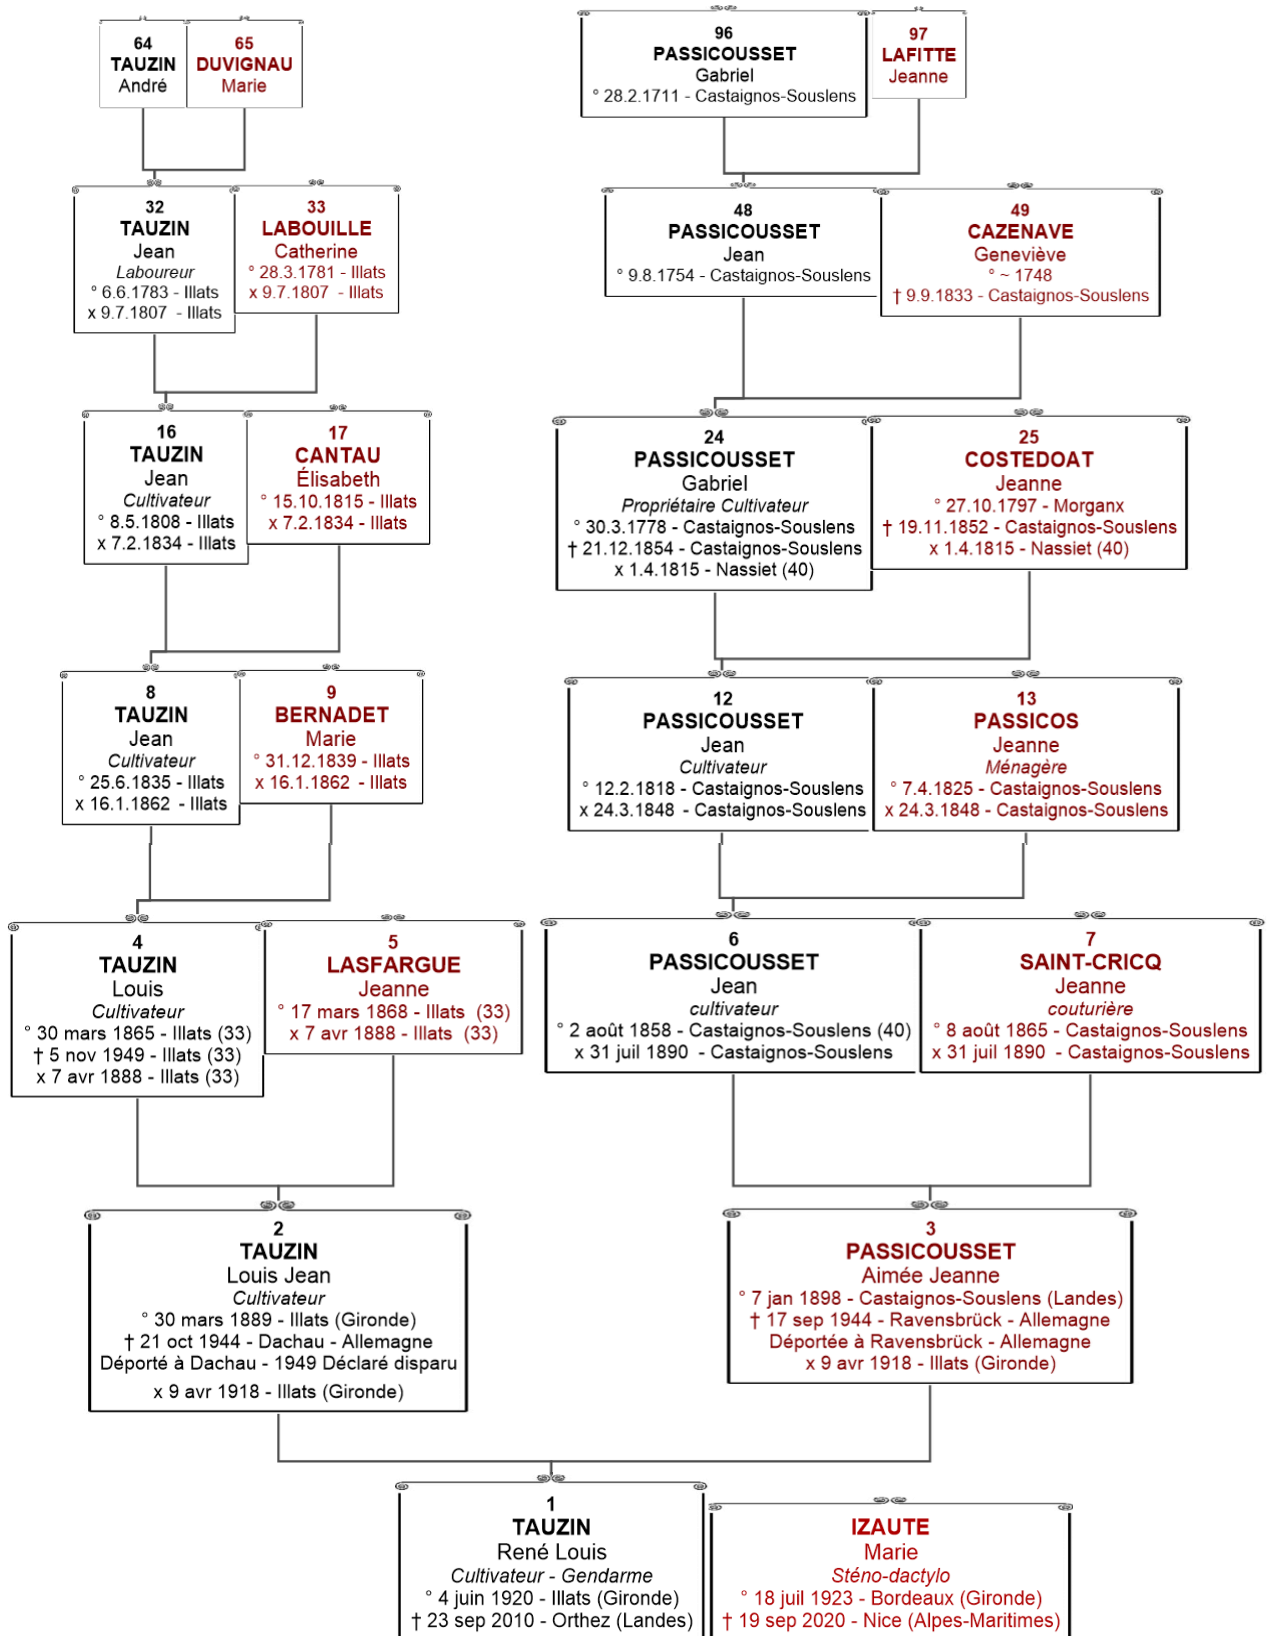 64
TAUZIN
André
65
DUVIGNAU
Marie
96
PASSICOUSSET
Gabriel
° 28.2.1711 - Castaignos-Souslens
97
LAFITTE
Jeanne
32
TAUZIN
Jean
Laboureur
° 6.6.1783 - Illats
x 9.7.1807 - Illats
33
LABOUILLE
Catherine
° 28.3.1781 - Illats
x 9.7.1807 - Illats
48
PASSICOUSSET
Jean
° 9.8.1754 - Castaignos-Souslens
49
CAZENAVE
Geneviève
° ~ 1748
† 9.9.1833 - Castaignos-Souslens
16
TAUZIN
Jean
Cultivateur
° 8.5.1808 - Illats
x 7.2.1834 - Illats
17
CANTAU
Élisabeth
° 15.10.1815 - Illats
x 7.2.1834 - Illats
24
PASSICOUSSET
Gabriel
Propriétaire Cultivateur
° 30.3.1778 - Castaignos-Souslens
† 21.12.1854 - Castaignos-Souslens
x 1.4.1815 - Nassiet (40)
25
COSTEDOAT
Jeanne
° 27.10.1797 - Morganx
† 19.11.1852 - Castaignos-Souslens
x 1.4.1815 - Nassiet (40)
8
TAUZIN
Jean
Cultivateur
° 25.6.1835 - Illats
x 16.1.1862 - Illats
9
BERNADET
Marie
° 31.12.1839 - Illats
x 16.1.1862 - Illats
12
PASSICOUSSET
Jean
Cultivateur
° 12.2.1818 - Castaignos-Souslens
x 24.3.1848 - Castaignos-Souslens
13
PASSICOS
Jeanne
Ménagère
° 7.4.1825 - Castaignos-Souslens
x 24.3.1848 - Castaignos-Souslens
4
TAUZIN
Louis
Cultivateur
° 30 mars 1865 - Illats (33)
† 5 nov 1949 - Illats (33)
x 7 avr 1888 - Illats (33)
5
LASFARGUE
Jeanne
° 17 mars 1868 - Illats (33)
x 7 avr 1888 - Illats (33)
6
PASSICOUSSET
Jean
cultivateur
° 2 août 1858 - Castaignos-Souslens (40)
x 31 juil 1890 - Castaignos-Souslens
7
SAINT-CRICQ
Jeanne
couturière
° 8 août 1865 - Castaignos-Souslens
x 31 juil 1890 - Castaignos-Souslens
2
TAUZIN
Louis Jean
Cultivateur
° 30 mars 1889 - Illats (Gironde)
† 21 oct 1944 - Dachau - Allemagne
Déporté à Dachau - 1949 Déclaré disparu
x 9 avr 1918 - Illats (Gironde)
3
PASSICOUSSET
Aimée Jeanne
° 7 jan 1898 - Castaignos-Souslens (Landes)
† 17 sep 1944 - Ravensbrück - Allemagne
Déportée à Ravensbrück - Allemagne
x 9 avr 1918 - Illats (Gironde)
1
TAUZIN
René Louis
Cultivateur - Gendarme
° 4 juin 1920 - Illats (Gironde)
† 23 sep 2010 - Orthez (Landes)
IZAUTE
Marie
Sténo-dactylo
° 18 juil 1923 - Bordeaux (Gironde)
† 19 sep 2020 - Nice (Alpes-Maritimes)